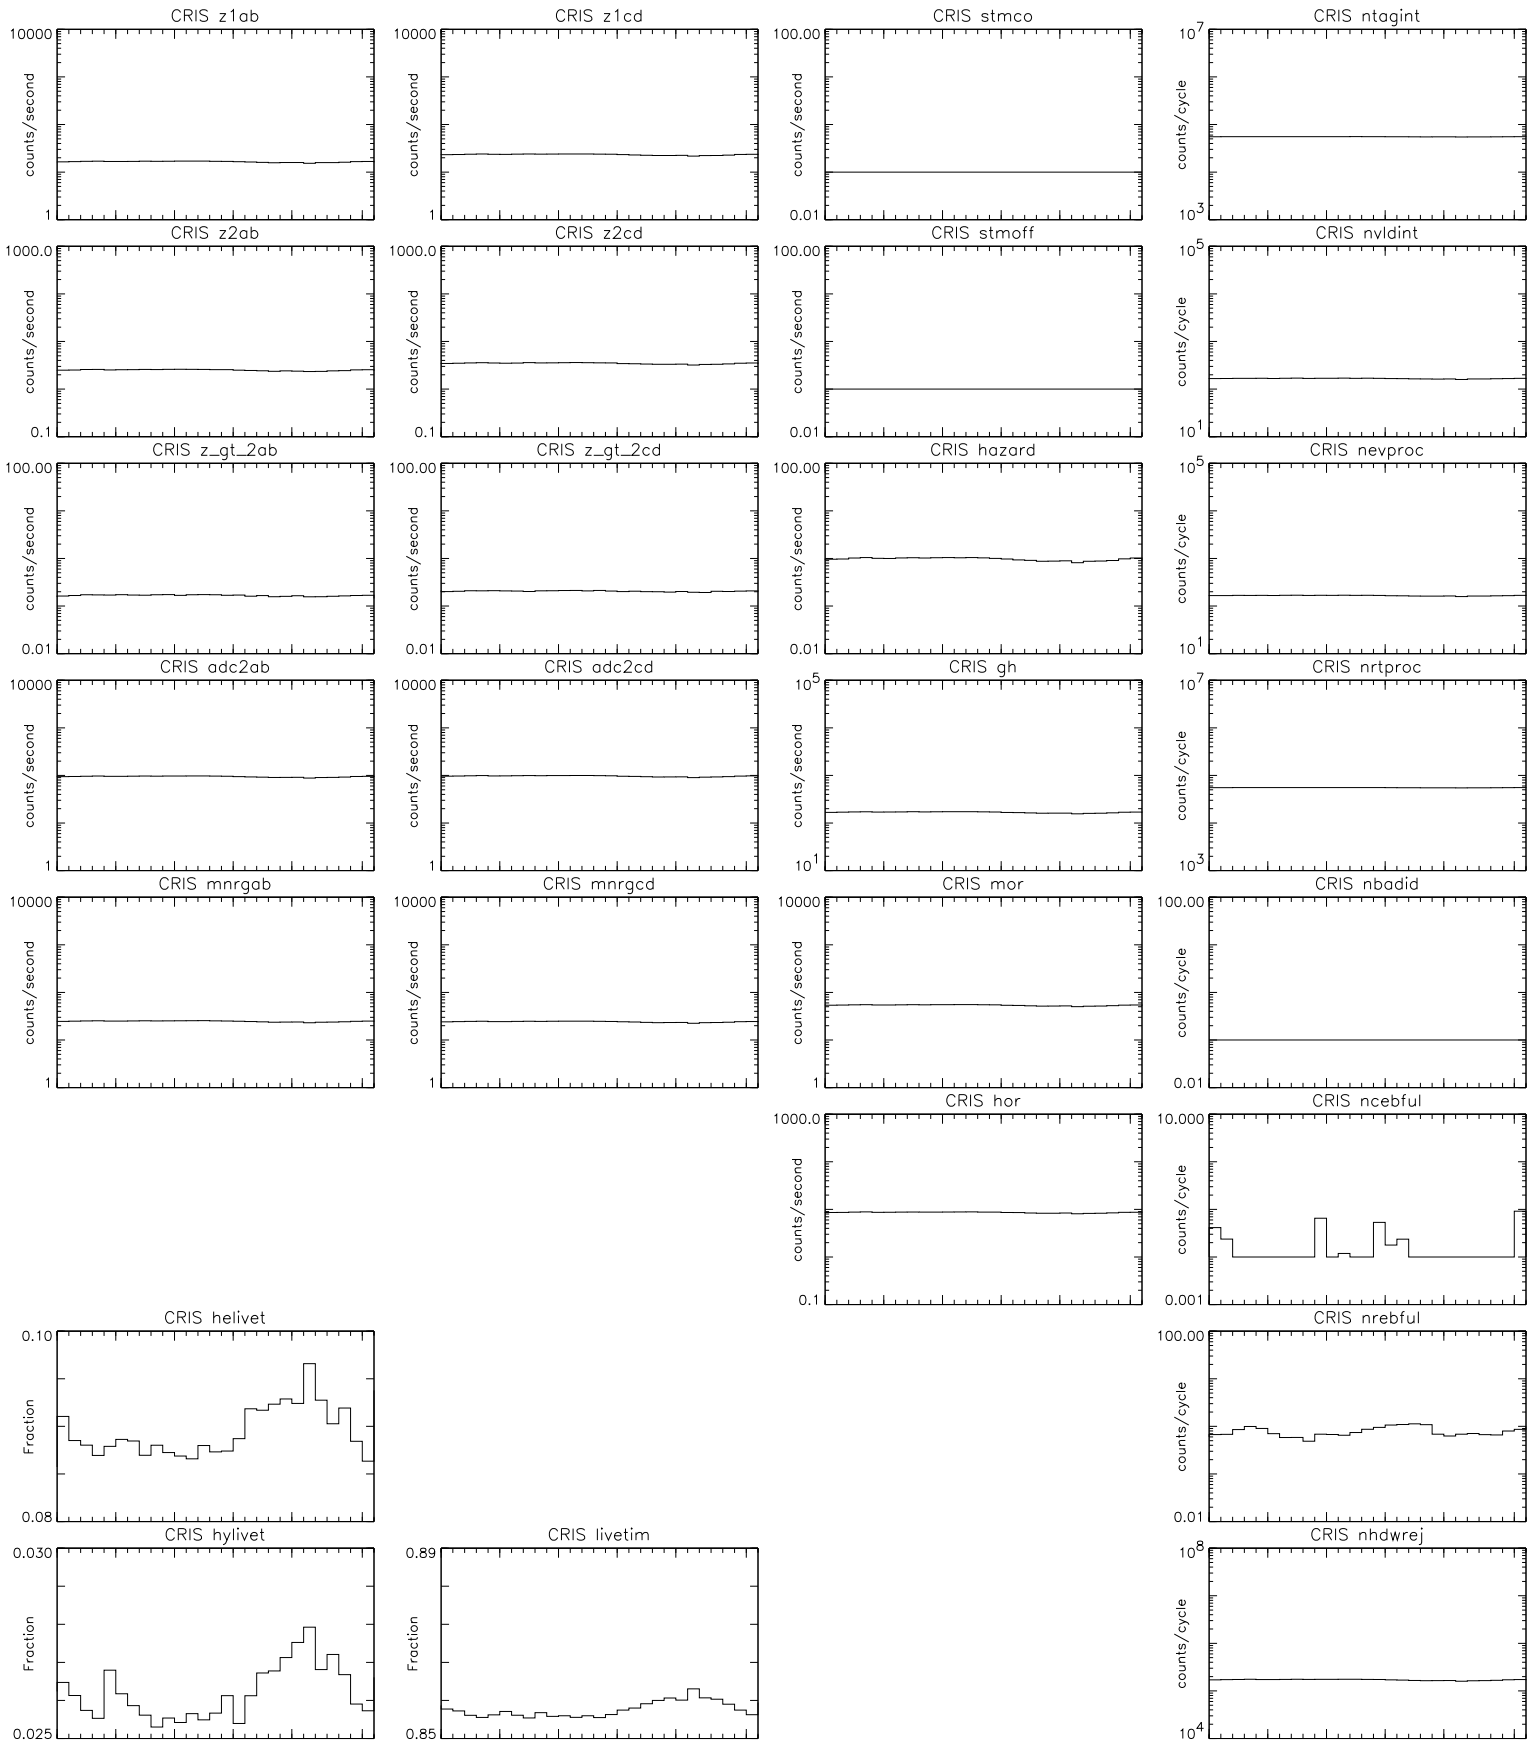 CRIS z1ab
10000
counts/second
1
CRIS z1cd
10000
counts/second
1
CRIS stmco
100.00
counts/second
0.01
CRIS ntagint
10^7
counts/cycle
10^3
CRIS z2ab
1000.0
counts/second
0.1
CRIS z2cd
1000.0
counts/second
0.1
CRIS stmoff
100.00
counts/second
0.01
CRIS nvldint
10^5
counts/cycle
10^1
CRIS z_gt_2ab
100.00
counts/second
0.01
CRIS z_gt_2cd
100.00
counts/second
0.01
CRIS hazard
100.00
counts/second
0.01
CRIS nevproc
10^5
counts/cycle
10^1
CRIS adc2ab
10000
counts/second
1
CRIS adc2cd
10000
counts/second
1
CRIS gh
10^5
counts/second
10^1
CRIS nrtproc
10^7
counts/cycle
10^3
CRIS mnrgab
10000
counts/second
1
CRIS mnrgcd
10000
counts/second
1
CRIS mor
10000
counts/second
1
CRIS nbadid
100.00
counts/cycle
0.01
CRIS hor
1000.0
counts/second
0.1
CRIS ncebful
10.000
counts/cycle
0.001
CRIS helivet
0.10
Fraction
0.08
CRIS nrebful
100.00
counts/cycle
0.01
CRIS hylivet
0.030
Fraction
0.025
CRIS livetim
0.89
Fraction
0.85
CRIS nhdwrej
10^8
counts/cycle
10^4